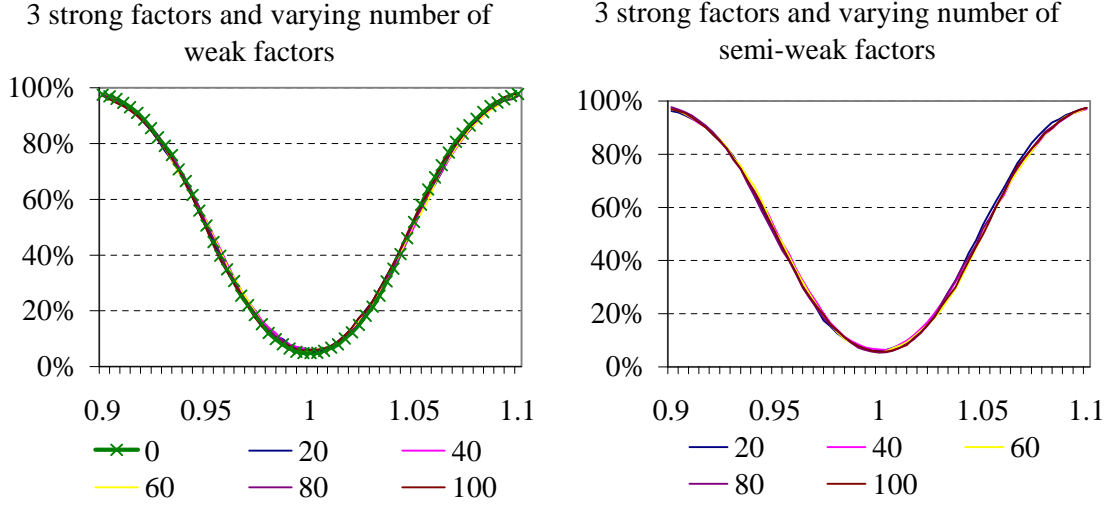 3 strong factors and varying number of
weak factors
100%
80%
60%
40%
20%
0%
0.9 0.95 1 1.05 1.1
0 20 40
60 80 100
3 strong factors and varying number of
semi-weak factors
100%
80%
60%
40%
20%
0%
0.9 0.95 1 1.05 1.1
20 40 60
80 100